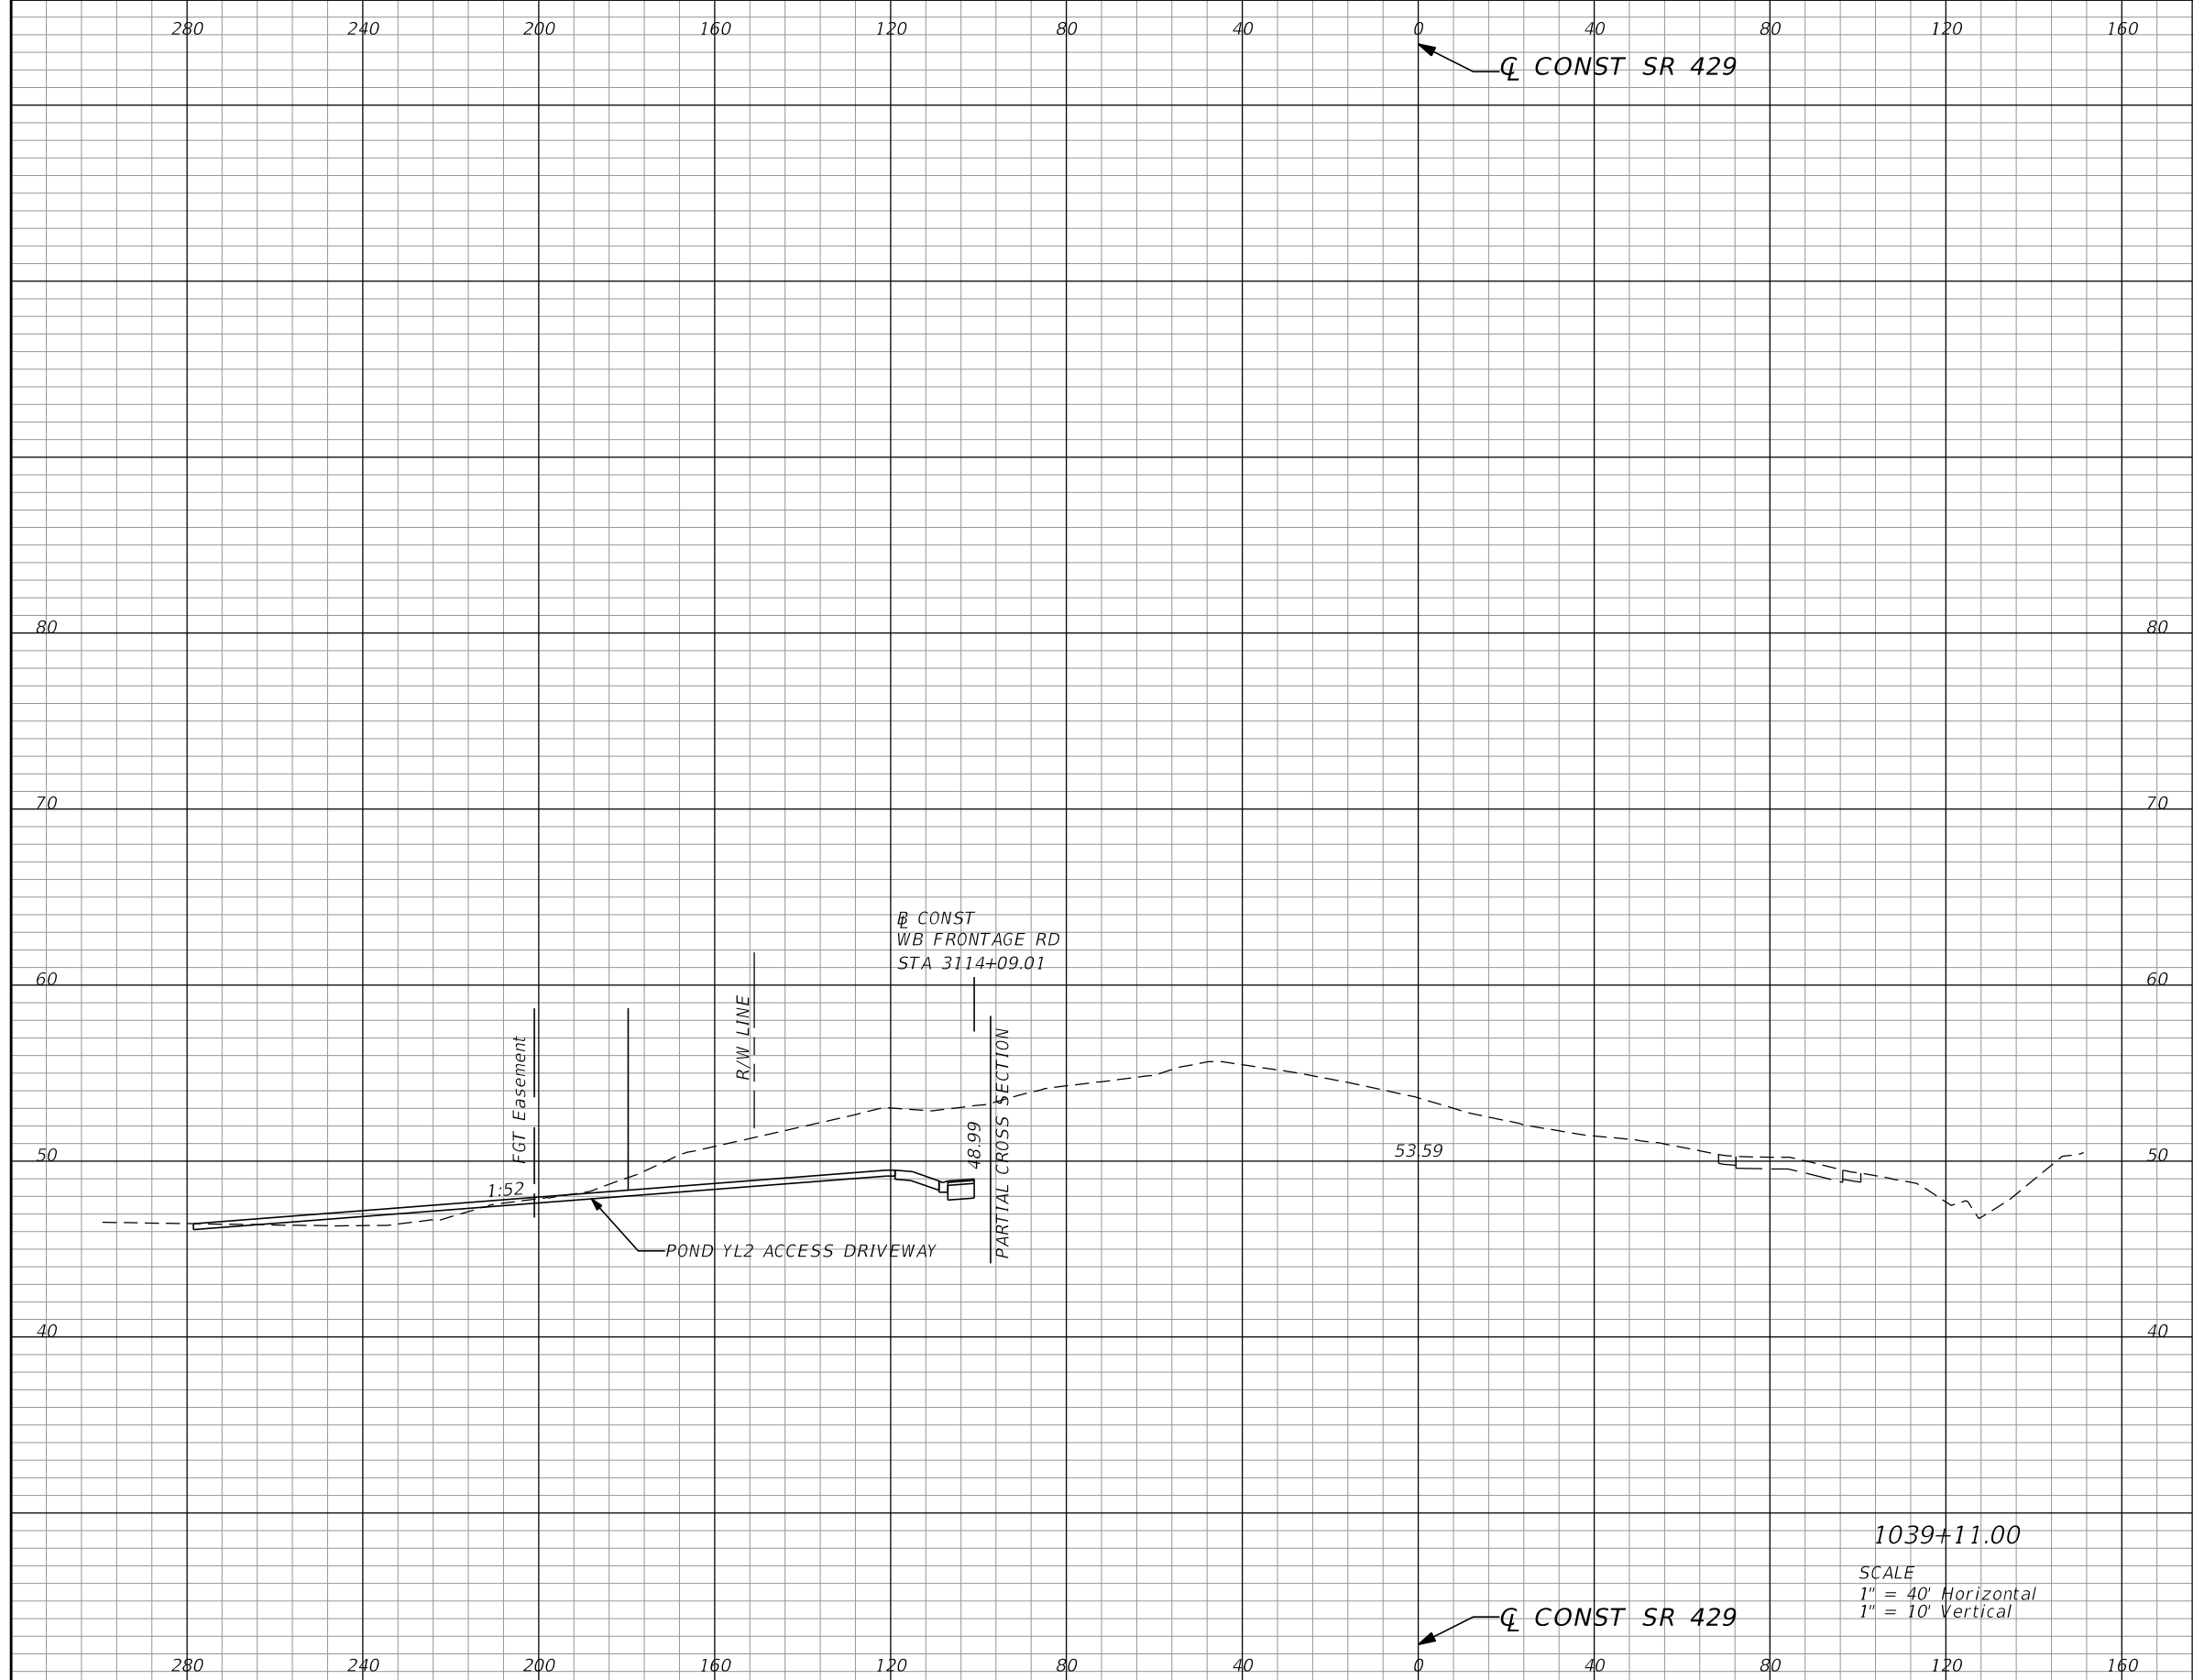 280 240 200 160 120 80 40 0 40 80 120 160
℄ CONST SR 429
80 80
70 70
℔ CONST
WB FRONTAGE RD
STA 3114+09.01
60 60
FGT Easement
R/W LINE
PARTIAL CROSS SECTION
48.99
53.59
50 50
1:52
POND YL2 ACCESS DRIVEWAY
40 40
1039+11.00
SCALE
1" = 40' Horizontal
1" = 10' Vertical
℄ CONST SR 429
280 240 200 160 120 80 40 0 40 80 120 160